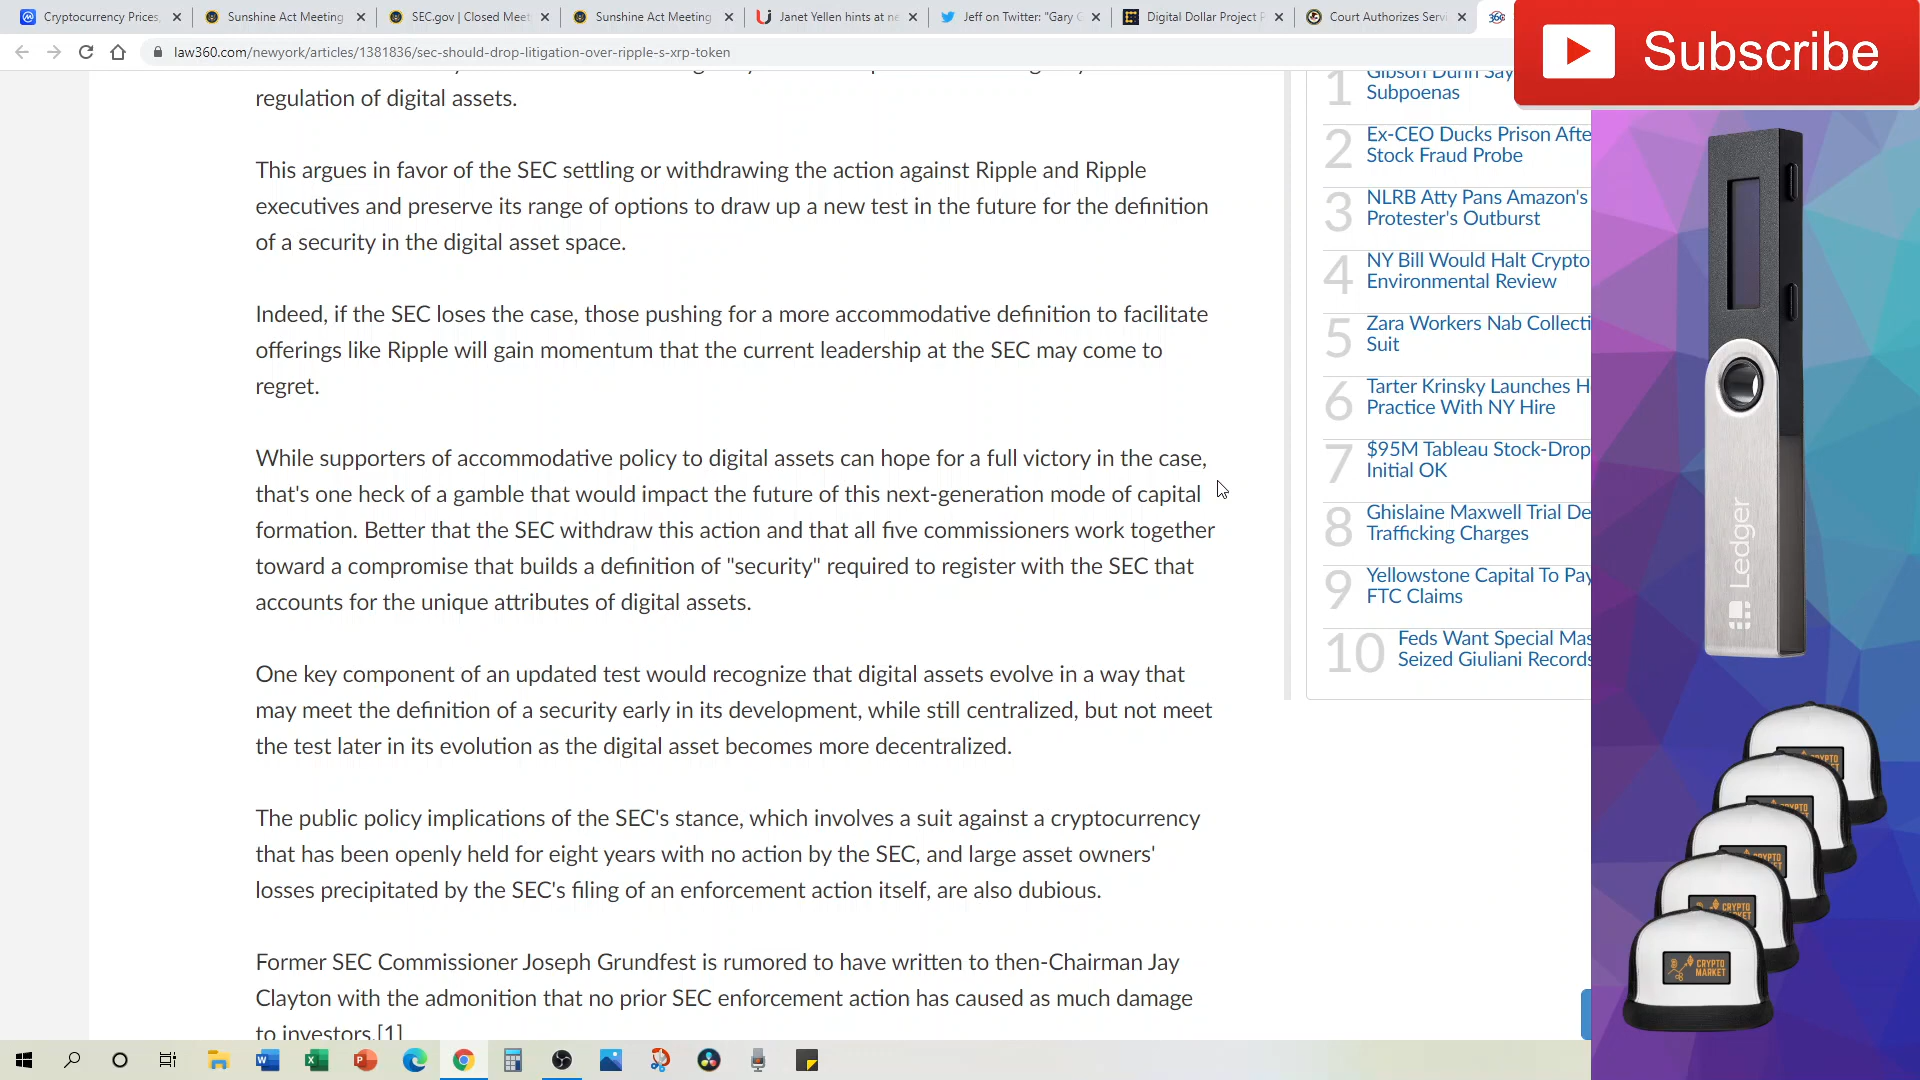 Cryptocurrency Prices,
Sunshine Act Meeting
SEC.gov | Closed Meet
Sunshine Act Meeting
Janet Yellen hints at ne
Jeff on Twitter: "Gary G
Digital Dollar Project P
Court Authorizes Servi
360
law360.com/newyork/articles/1381836/sec-should-drop-litigation-over-ripple-s-xrp-token
Subscribe
regulation of digital assets.
This argues in favor of the SEC settling or withdrawing the action against Ripple and Ripple
executives and preserve its range of options to draw up a new test in the future for the definition
of a security in the digital asset space.
Indeed, if the SEC loses the case, those pushing for a more accommodative definition to facilitate
offerings like Ripple will gain momentum that the current leadership at the SEC may come to
regret.
While supporters of accommodative policy to digital assets can hope for a full victory in the case,
that's one heck of a gamble that would impact the future of this next-generation mode of capital
formation. Better that the SEC withdraw this action and that all five commissioners work together
toward a compromise that builds a definition of "security" required to register with the SEC that
accounts for the unique attributes of digital assets.
One key component of an updated test would recognize that digital assets evolve in a way that
may meet the definition of a security early in its development, while still centralized, but not meet
the test later in its evolution as the digital asset becomes more decentralized.
The public policy implications of the SEC's stance, which involves a suit against a cryptocurrency
that has been openly held for eight years with no action by the SEC, and large asset owners'
losses precipitated by the SEC's filing of an enforcement action itself, are also dubious.
Former SEC Commissioner Joseph Grundfest is rumored to have written to then-Chairman Jay
Clayton with the admonition that no prior SEC enforcement action has caused as much damage
to investors.[1]
1 Gibson Dunn Say
Subpoenas
2 Ex-CEO Ducks Prison Afte
Stock Fraud Probe
3 NLRB Atty Pans Amazon's
Protester's Outburst
4 NY Bill Would Halt Crypto
Environmental Review
5 Zara Workers Nab Collecti
Suit
6 Tarter Krinsky Launches H
Practice With NY Hire
7 $95M Tableau Stock-Drop
Initial OK
8 Ghislaine Maxwell Trial De
Trafficking Charges
9 Yellowstone Capital To Pay
FTC Claims
10 Feds Want Special Mas
Seized Giuliani Records
Ledger
CRYPTO
CRYPTO
MARKET